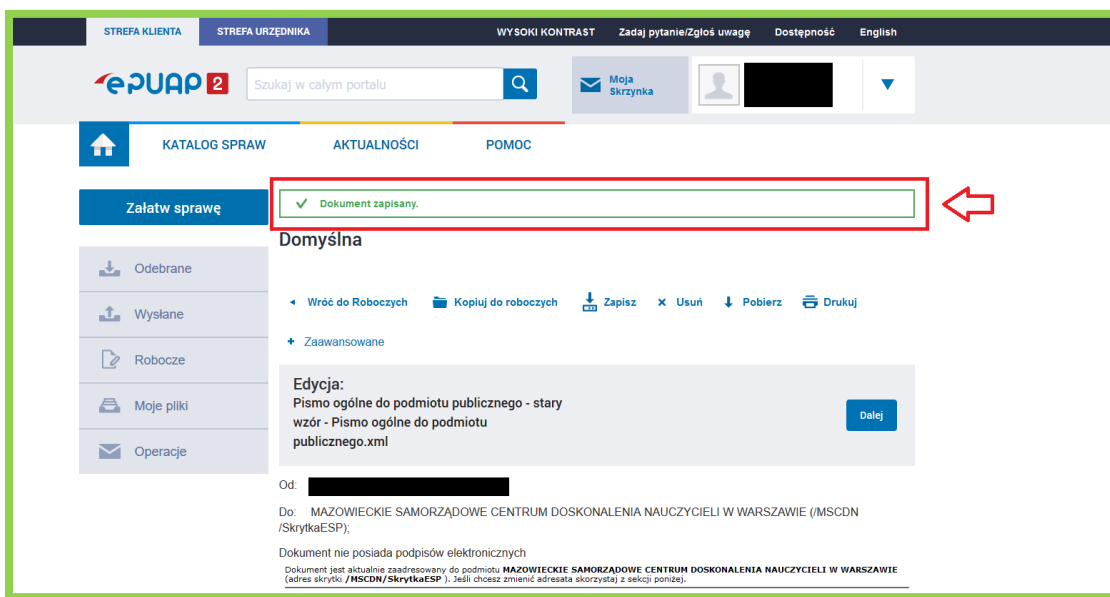 STREFA KLIENTA STREFA URZĘDNIKA WYSOKI KONTRAST Zadaj pytanie/Zgłoś uwagę Dostępność English
ePUAP 2 Szukaj w całym portalu Moja Skrzynka
KATALOG SPRAW AKTUALNOŚCI POMOC
Załatw sprawę
Dokument zapisany.
Domyślna
Odebrane
Wysłane
Robocze
Moje pliki
Operacje
Wróć do Roboczych Kopiuj do roboczych Zapisz Usuń Pobierz Drukuj
Zaawansowane
Edycja:
Pismo ogólne do podmiotu publicznego - stary
wzór - Pismo ogólne do podmiotu
publicznego.xml
Dalej
Od:
Do: MAZOWIECKIE SAMORZĄDOWE CENTRUM DOSKONALENIA NAUCZYCIELI W WARSZAWIE (/MSCDN
/SkrytkaESP);
Dokument nie posiada podpisów elektronicznych
Dokument jest aktualnie zaadresowany do podmiotu MAZOWIECKIE SAMORZĄDOWE CENTRUM DOSKONALENIA NAUCZYCIELI W WARSZAWIE
(adres skrytki /MSCDN/SkrytkaESP ). Jeśli chcesz zmienić adresata skorzystaj z sekcji poniżej.